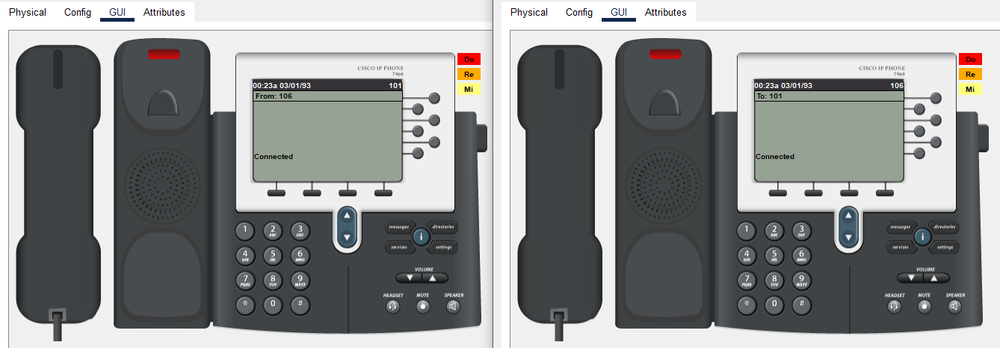 Physical Config GUI Attributes
CISCO IP PHONE
7960
Do
Re
Mi
00:23a 03/01/93 101
From: 106
Connected
1
2 ABC
3 DEF
4 GHI
5 JKL
6 MNO
7 PQRS
8 TUV
9 WXYZ
*
0
#
messages directories
i
services settings
VOLUME
HEADSET MUTE SPEAKER
Physical Config GUI Attributes
CISCO IP PHONE
7960
Do
Re
Mi
00:23a 03/01/93 106
To: 101
Connected
1
2 ABC
3 DEF
4 GHI
5 JKL
6 MNO
7 PQRS
8 TUV
9 WXYZ
*
0
#
messages directories
i
services settings
VOLUME
HEADSET MUTE SPEAKER